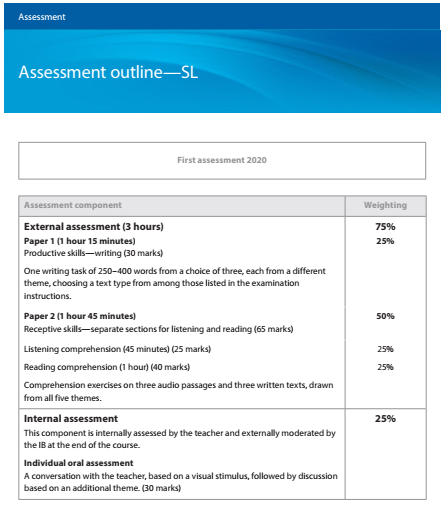 Assessment
Assessment outline—SL
First assessment 2020
Assessment component Weighting
External assessment (3 hours) 75%
Paper 1 (1 hour 15 minutes) 25%
Productive skills—writing (30 marks)
One writing task of 250–400 words from a choice of three, each from a different
theme, choosing a text type from among those listed in the examination
instructions.
Paper 2 (1 hour 45 minutes) 50%
Receptive skills—separate sections for listening and reading (65 marks)
Listening comprehension (45 minutes) (25 marks) 25%
Reading comprehension (1 hour) (40 marks) 25%
Comprehension exercises on three audio passages and three written texts, drawn
from all five themes.
Internal assessment 25%
This component is internally assessed by the teacher and externally moderated by
the IB at the end of the course.
Individual oral assessment
A conversation with the teacher, based on a visual stimulus, followed by discussion
based on an additional theme. (30 marks)